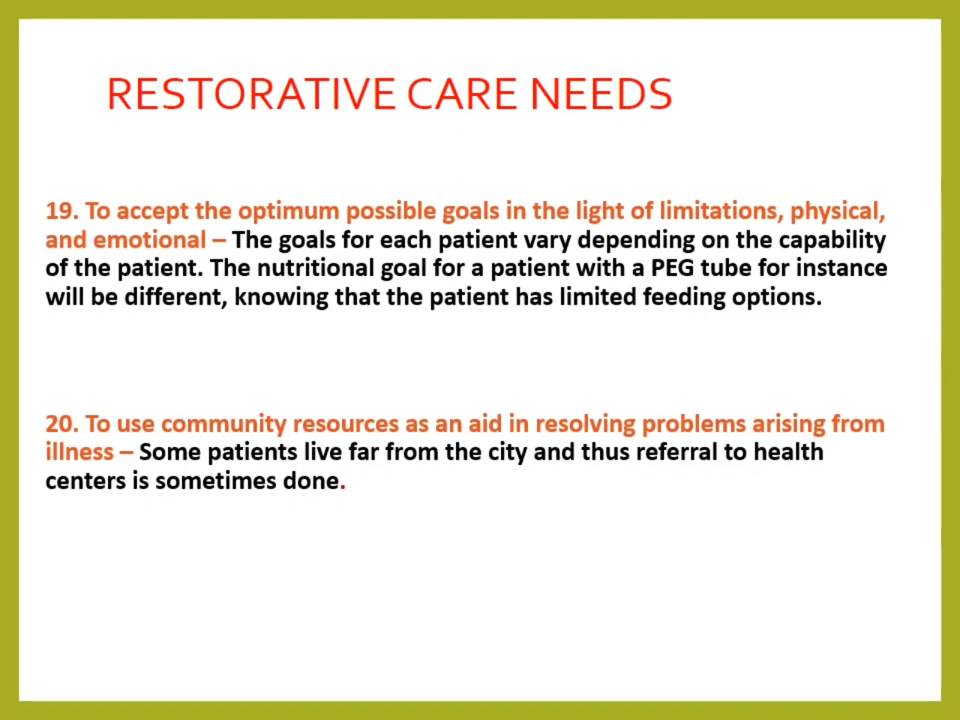 RESTORATIVE CARE NEEDS
19. To accept the optimum possible goals in the light of limitations, physical,
and emotional – The goals for each patient vary depending on the capability
of the patient. The nutritional goal for a patient with a PEG tube for instance
will be different, knowing that the patient has limited feeding options.
20. To use community resources as an aid in resolving problems arising from
illness – Some patients live far from the city and thus referral to health
centers is sometimes done.